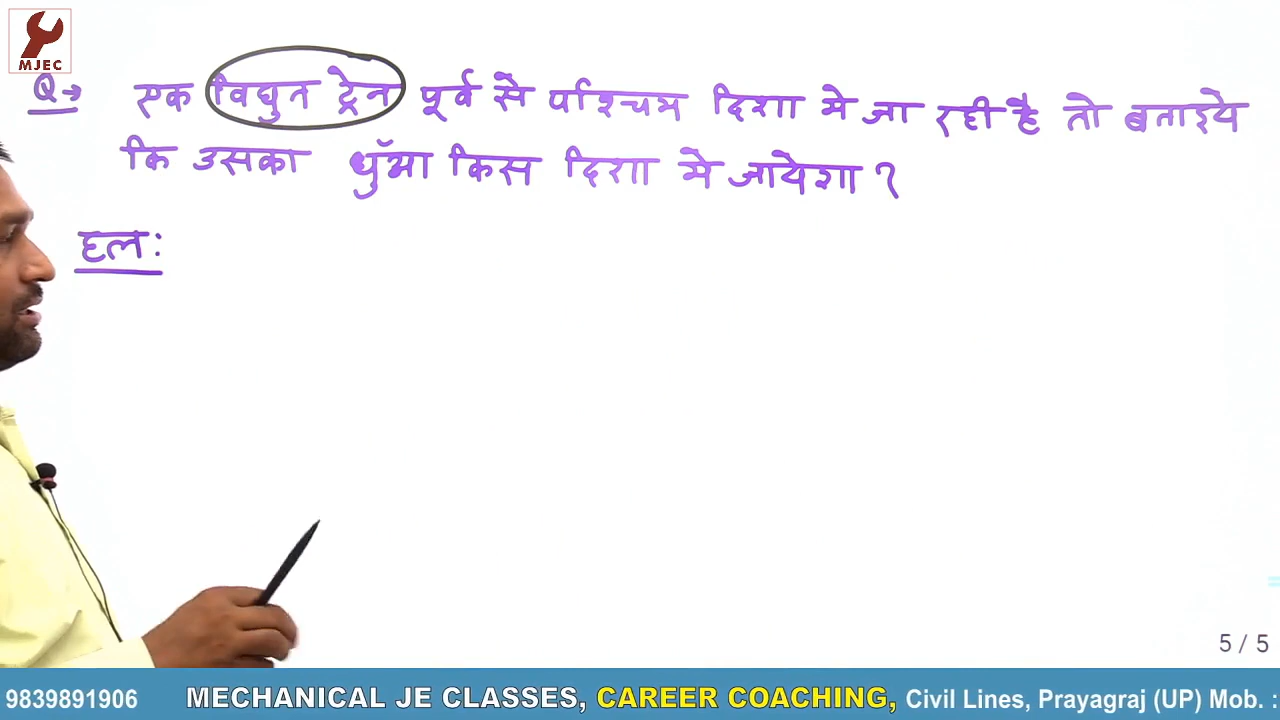 MJEC
Q→ एक विद्युत ट्रेन पूर्व से पश्चिम दिशा मे जा रही है तो बताइये
कि उसका धुँआ किस दिशा मे जायेगा ?
हल:
5 / 5
9839891906 MECHANICAL JE CLASSES, CAREER COACHING, Civil Lines, Prayagraj (UP) Mob. :